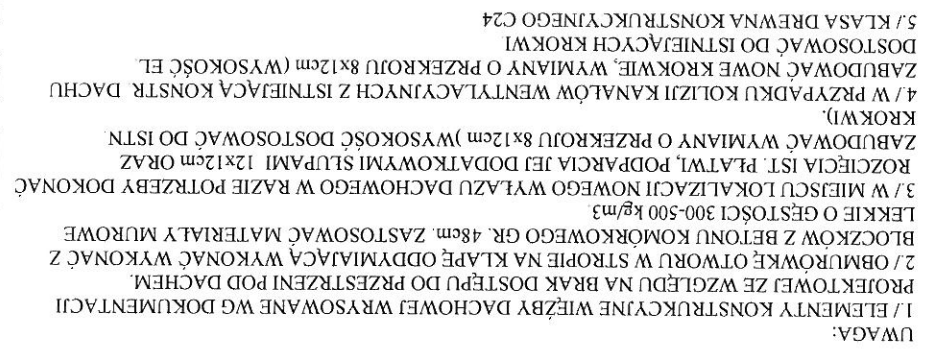 UWAGA:
1./ ELEMENTY KONSTRUKCYJNE WIĘŹBY DACHOWEJ WRYSOWANE WG DOKUMENTACJI
PROJEKTOWEJ ZE WZGLĘDU NA BRAK DOSTĘPU DO PRZESTRZENI POD DACHEM.
2./ OBMURÓWKĘ OTWORU W STROPIE NA KLAPĘ ODDYMIAJĄCĄ WYKONAĆ WYKONAĆ Z
BLOCZKÓW Z BETONU KOMÓRKOWEGO GR. 48cm. ZASTOSOWAĆ MATERIAŁY MUROWE
LEKKIE O GĘSTOŚCI 300-500 kg/m3.
3./ W MIEJSCU LOKALIZACJI NOWEGO WYŁAZU DACHOWEGO W RAZIE POTRZEBY DOKONAĆ
ROZCIĘCIA IST. PŁATWI, PODPARCIA JEJ DODATKOWYMI SŁUPAMI 12x12cm ORAZ
ZABUDOWAĆ WYMIANY O PRZEKROJU 8x12cm )WYSOKOŚĆ DOSTOSOWAĆ DO ISTN.
KROKWI).
4./ W PRZYPADKU KOLIZJI KANAŁÓW WENTYLACYJNYCH Z ISTNIEJĄCĄ KONSTR. DACHU
ZABUDOWAĆ NOWE KROKWIE, WYMIANY O PRZEKROJU 8x12cm (WYSOKOŚĆ EL.
DOSTOSOWAĆ DO ISTNIEJĄCYCH KROKWI.
5./ KLASA DREWNA KONSTRUKCYJNEGO C24